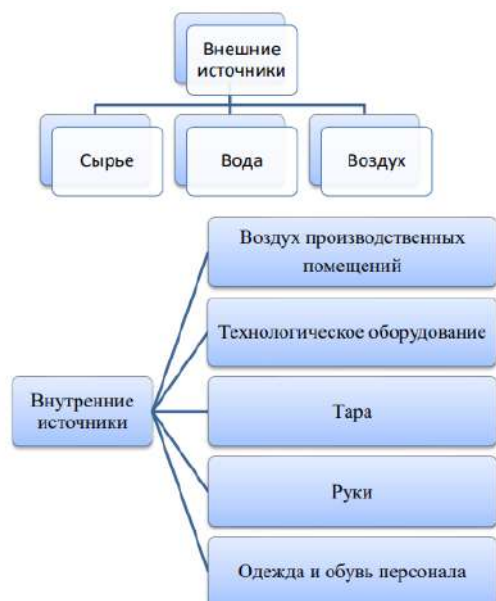 Внешние
источники
Сырье
Вода
Воздух
Воздух производственных
помещений
Технологическое оборудование
Внутренние
источники
Тара
Руки
Одежда и обувь персонала